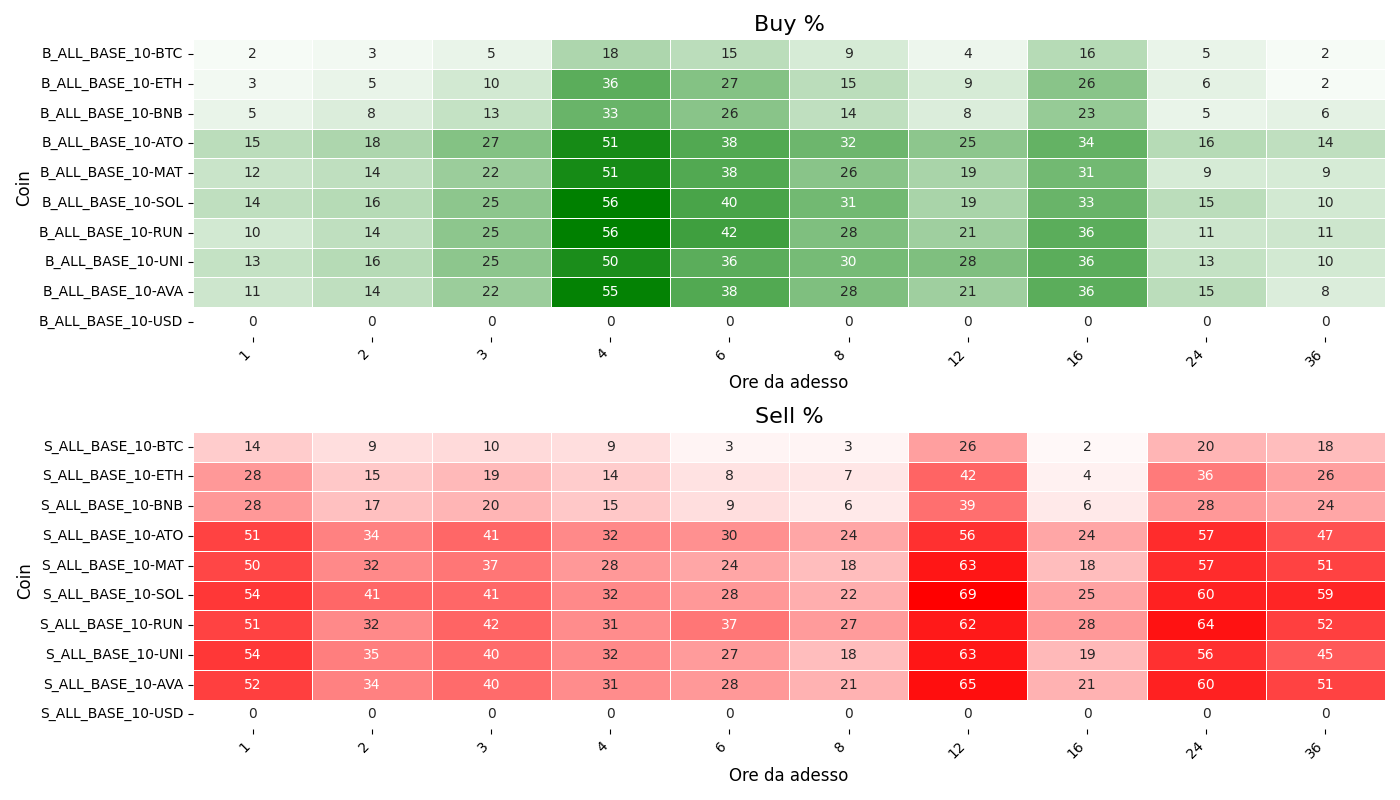 Buy %
Coin
B_ALL_BASE_10-BTC 2 3 5 18 15 9 4 16 5 2
B_ALL_BASE_10-ETH 3 5 10 36 27 15 9 26 6 2
B_ALL_BASE_10-BNB 5 8 13 33 26 14 8 23 5 6
B_ALL_BASE_10-ATO 15 18 27 51 38 32 25 34 16 14
B_ALL_BASE_10-MAT 12 14 22 51 38 26 19 31 9 9
B_ALL_BASE_10-SOL 14 16 25 56 40 31 19 33 15 10
B_ALL_BASE_10-RUN 10 14 25 56 42 28 21 36 11 11
B_ALL_BASE_10-UNI 13 16 25 50 36 30 28 36 13 10
B_ALL_BASE_10-AVA 11 14 22 55 38 28 21 36 15 8
B_ALL_BASE_10-USD 0 0 0 0 0 0 0 0 0 0
1 2 3 4 6 8 12 16 24 36
Ore da adesso
Sell %
Coin
S_ALL_BASE_10-BTC 14 9 10 9 3 3 26 2 20 18
S_ALL_BASE_10-ETH 28 15 19 14 8 7 42 4 36 26
S_ALL_BASE_10-BNB 28 17 20 15 9 6 39 6 28 24
S_ALL_BASE_10-ATO 51 34 41 32 30 24 56 24 57 47
S_ALL_BASE_10-MAT 50 32 37 28 24 18 63 18 57 51
S_ALL_BASE_10-SOL 54 41 41 32 28 22 69 25 60 59
S_ALL_BASE_10-RUN 51 32 42 31 37 27 62 28 64 52
S_ALL_BASE_10-UNI 54 35 40 32 27 18 63 19 56 45
S_ALL_BASE_10-AVA 52 34 40 31 28 21 65 21 60 51
S_ALL_BASE_10-USD 0 0 0 0 0 0 0 0 0 0
1 2 3 4 6 8 12 16 24 36
Ore da adesso